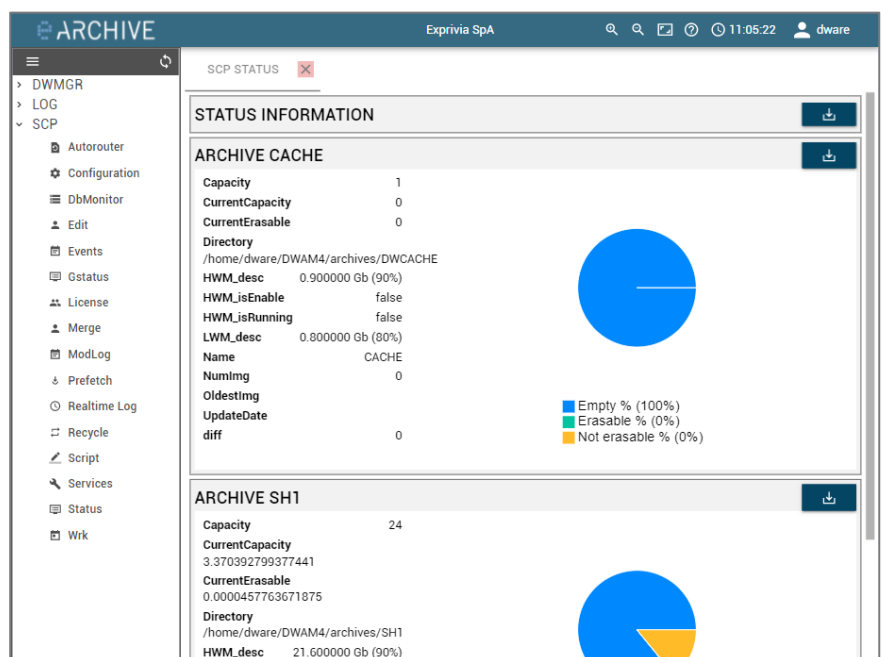 eARCHIVE
Exprivia SpA
11:05:22
dware
SCP STATUS
DWMGR
LOG
SCP
Autorouter
Configuration
DbMonitor
Edit
Events
Gstatus
License
Merge
ModLog
Prefetch
Realtime Log
Recycle
Script
Services
Status
Wrk
STATUS INFORMATION
ARCHIVE CACHE
Capacity 1
CurrentCapacity 0
CurrentErasable 0
Directory
/home/dware/DWAM4/archives/DWCACHE
HWM_desc 0.900000 Gb (90%)
HWM_isEnable false
HWM_isRunning false
LWM_desc 0.800000 Gb (80%)
Name CACHE
NumImg 0
OldestImg
UpdateDate
diff 0
Empty % (100%)
Erasable % (0%)
Not erasable % (0%)
ARCHIVE SH1
Capacity 24
CurrentCapacity
3.370392799377441
CurrentErasable
0.0000457763671875
Directory
/home/dware/DWAM4/archives/SH1
HWM_desc 21.600000 Gb (90%)